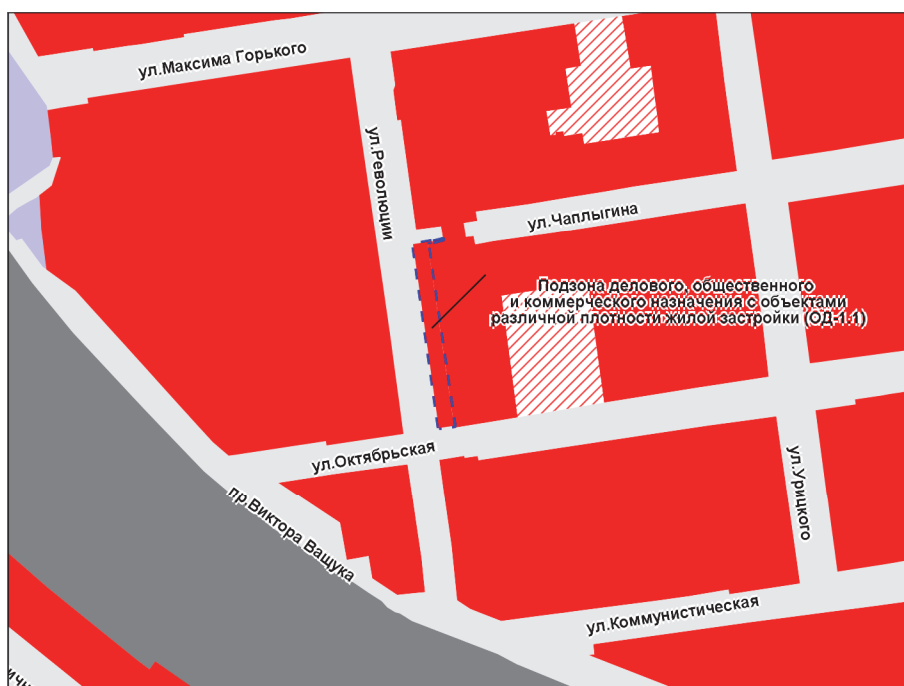 ул.Максима Горького
ул.Революции
ул.Чаплыгина
Подзона делового, общественного
и коммерческого назначения с объектами
различной плотности жилой застройки (ОД-1.1)
ул.Октябрьская
ул.Урицкого
пр.Виктора Ващука
ул.Коммунистическая